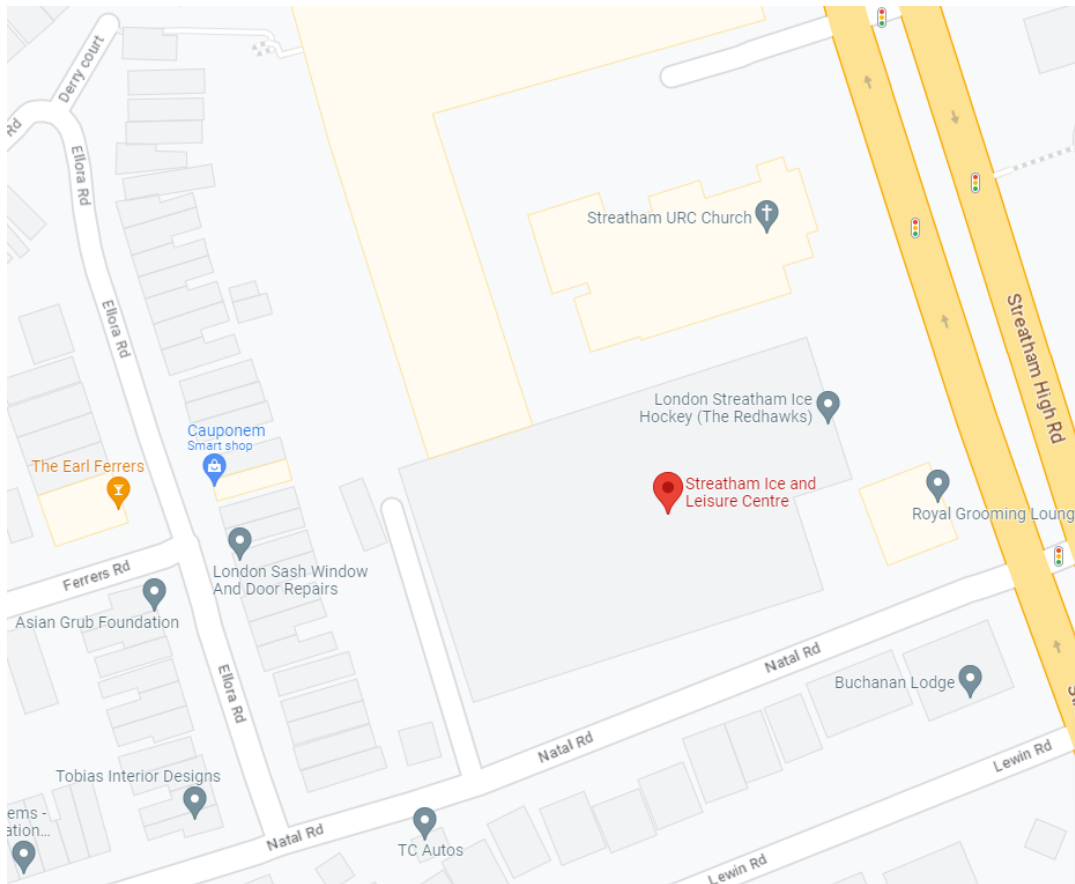 Derry court
Rd
Ellora Rd
Streatham URC Church
Ellora Rd
Streatham High Rd
London Streatham Ice
Hockey (The Redhawks)
Cauponem
Smart shop
The Earl Ferrers
Streatham Ice and
Leisure Centre
Royal Grooming Loung
Ferrers Rd
London Sash Window
And Door Repairs
Asian Grub Foundation
Natal Rd
Buchanan Lodge
Ellora Rd
Natal Rd
Lewin Rd
Tobias Interior Designs
ems -
ation...
Natal Rd
TC Autos
Lewin Rd